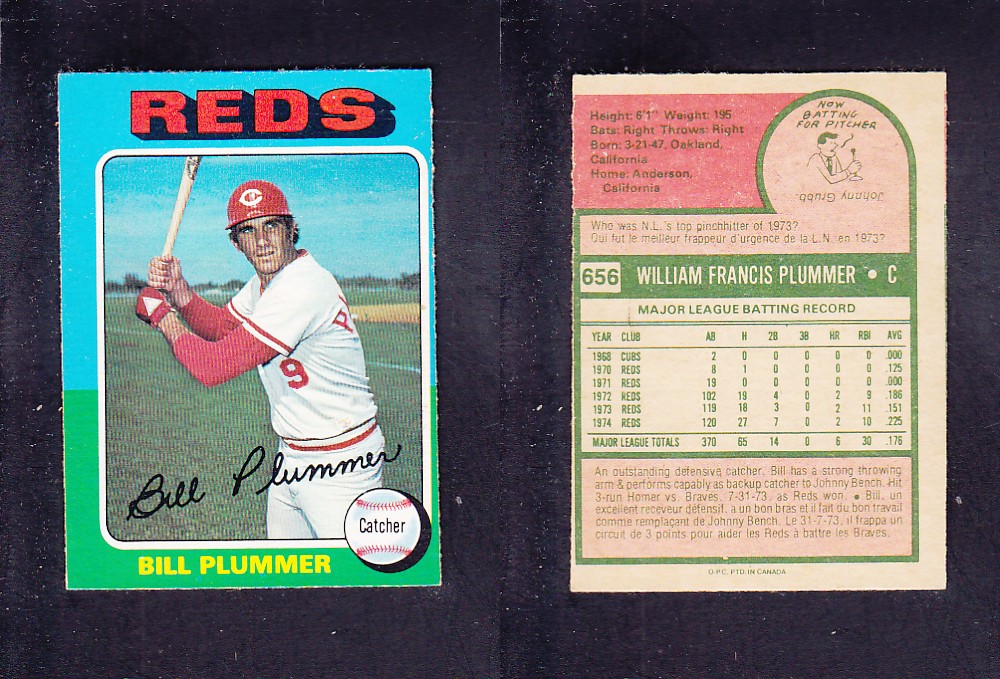 REDS
C
9
Bill Plummer
Catcher
BILL PLUMMER
Height: 6'1" Weight: 195
Bats: Right Throws: Right
Born: 3-21-47, Oakland,
California
Home: Anderson,
California
NOW
BATTING
FOR PITCHER
Johnny Grubb
Who was N.L.'s top pinchhitter of 1973?
Qui fut le meilleur frappeur d'urgence de la L.N. en 1973?
656 WILLIAM FRANCIS PLUMMER • C
MAJOR LEAGUE BATTING RECORD
YEAR CLUB AB H 2B 3B HR RBI AVG
1968 CUBS 2 0 0 0 0 0 .000
1970 REDS 8 1 0 0 0 0 .125
1971 REDS 19 0 0 0 0 0 .000
1972 REDS 102 19 4 0 2 9 .186
1973 REDS 119 18 3 0 2 11 .151
1974 REDS 120 27 7 0 2 10 .225
MAJOR LEAGUE TOTALS 370 65 14 0 6 30 .176
An outstanding defensive catcher. Bill has a strong throwing
arm & performs capably as backup catcher to Johnny Bench. Hit
3-run Homer vs. Braves, 7-31-73, as Reds won. • Bill, un
excellent receveur défensif, a un bon bras et il fait du bon travail
comme remplaçant de Johnny Bench. Le 31-7-73, il frappa un
circuit de 3 points pour aider les Reds à battre les Braves.
O.P.C. PTD. IN CANADA